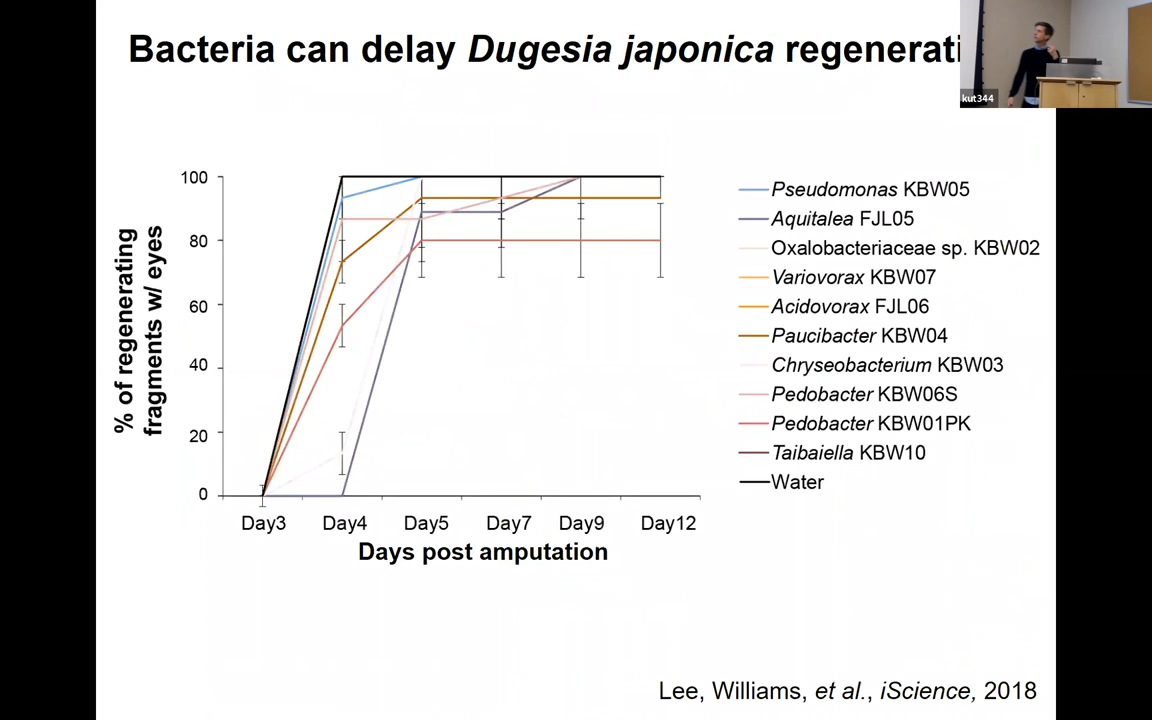 Bacteria can delay Dugesia japonica regenerati
kut344
100
80
60
40
20
0
% of regenerating
fragments w/ eyes
Day3 Day4 Day5 Day7 Day9 Day12
Days post amputation
Pseudomonas KBW05
Aquitalea FJL05
Oxalobacteriaceae sp. KBW02
Variovorax KBW07
Acidovorax FJL06
Paucibacter KBW04
Chryseobacterium KBW03
Pedobacter KBW06S
Pedobacter KBW01PK
Taibaiella KBW10
Water
Lee, Williams, et al., iScience, 2018